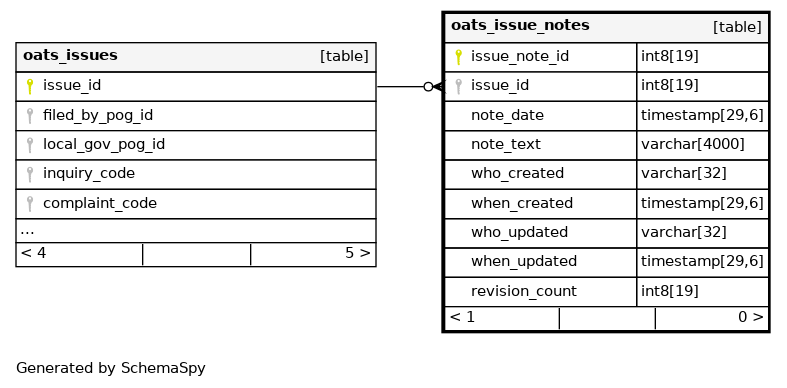 oats_issues [table]
issue_id
filed_by_pog_id
local_gov_pog_id
inquiry_code
complaint_code
...
< 4 5 >
oats_issue_notes [table]
issue_note_id int8[19]
issue_id int8[19]
note_date timestamp[29,6]
note_text varchar[4000]
who_created varchar[32]
when_created timestamp[29,6]
who_updated varchar[32]
when_updated timestamp[29,6]
revision_count int8[19]
< 1 0 >
Generated by SchemaSpy